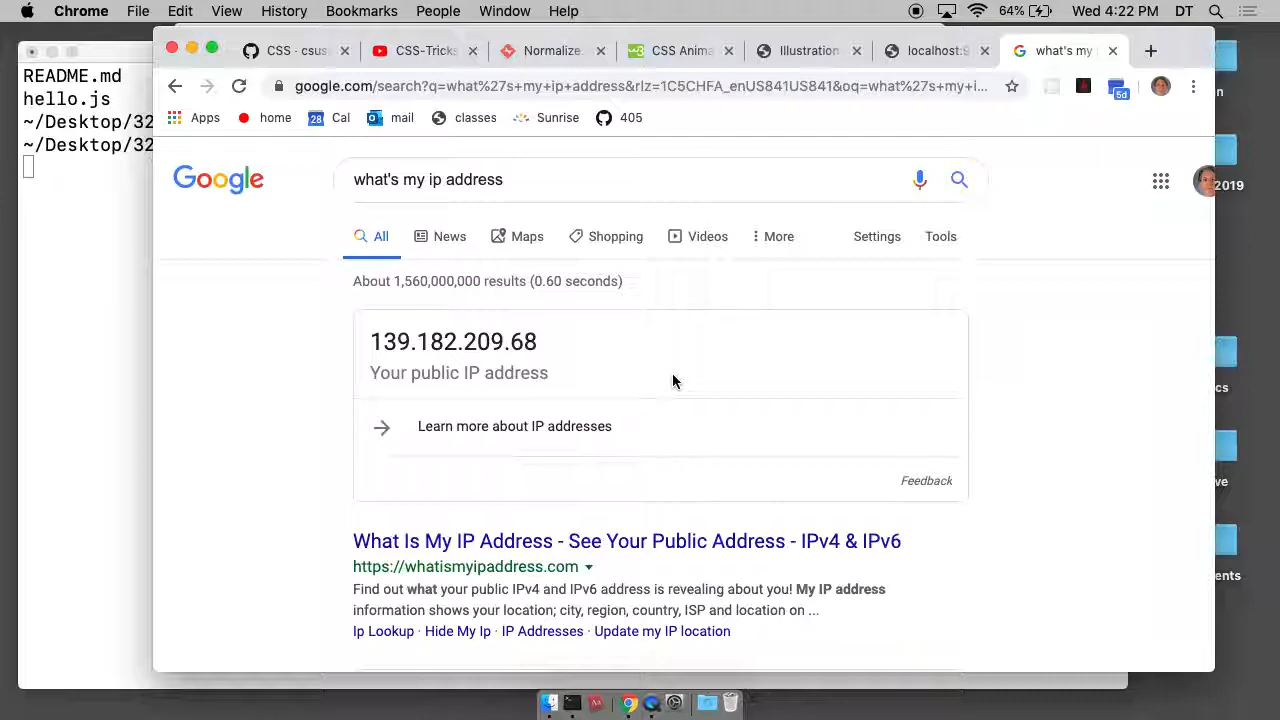 Chrome File Edit View History Bookmarks People Window Help 64% Wed 4:22 PM DT
CSS · csus CSS-Tricks Normalize. CSS Anima Illustration localhost:9 what's my
google.com/search?q=what%27s+my+ip+address&rlz=1C5CHFA_enUS841US841&oq=what%27s+my+i...
5d
Apps home 28 Cal mail classes Sunrise 405
README.md
hello.js
~/Desktop/32
~/Desktop/32
Google what's my ip address
All News Maps Shopping Videos More Settings Tools
About 1,560,000,000 results (0.60 seconds)
139.182.209.68
Your public IP address
Learn more about IP addresses
Feedback
What Is My IP Address - See Your Public Address - IPv4 & IPv6
https://whatismyipaddress.com
Find out what your public IPv4 and IPv6 address is revealing about you! My IP address
information shows your location; city, region, country, ISP and location on ...
Ip Lookup · Hide My Ip · IP Addresses · Update my IP location
n
2019
cs
ve
ents